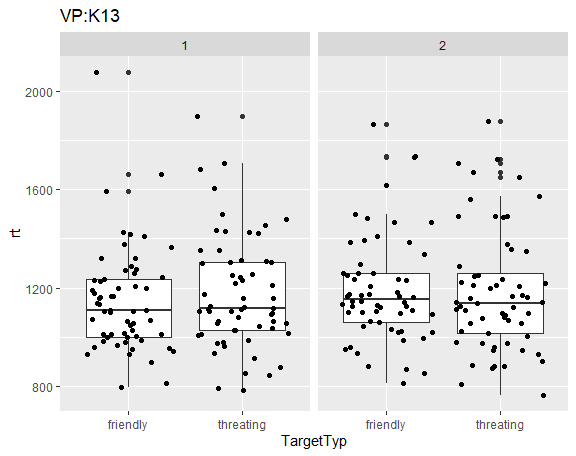 VP:K13
1 2
2000
1600
1200
800
rt
friendly threating friendly threating
TargetTyp